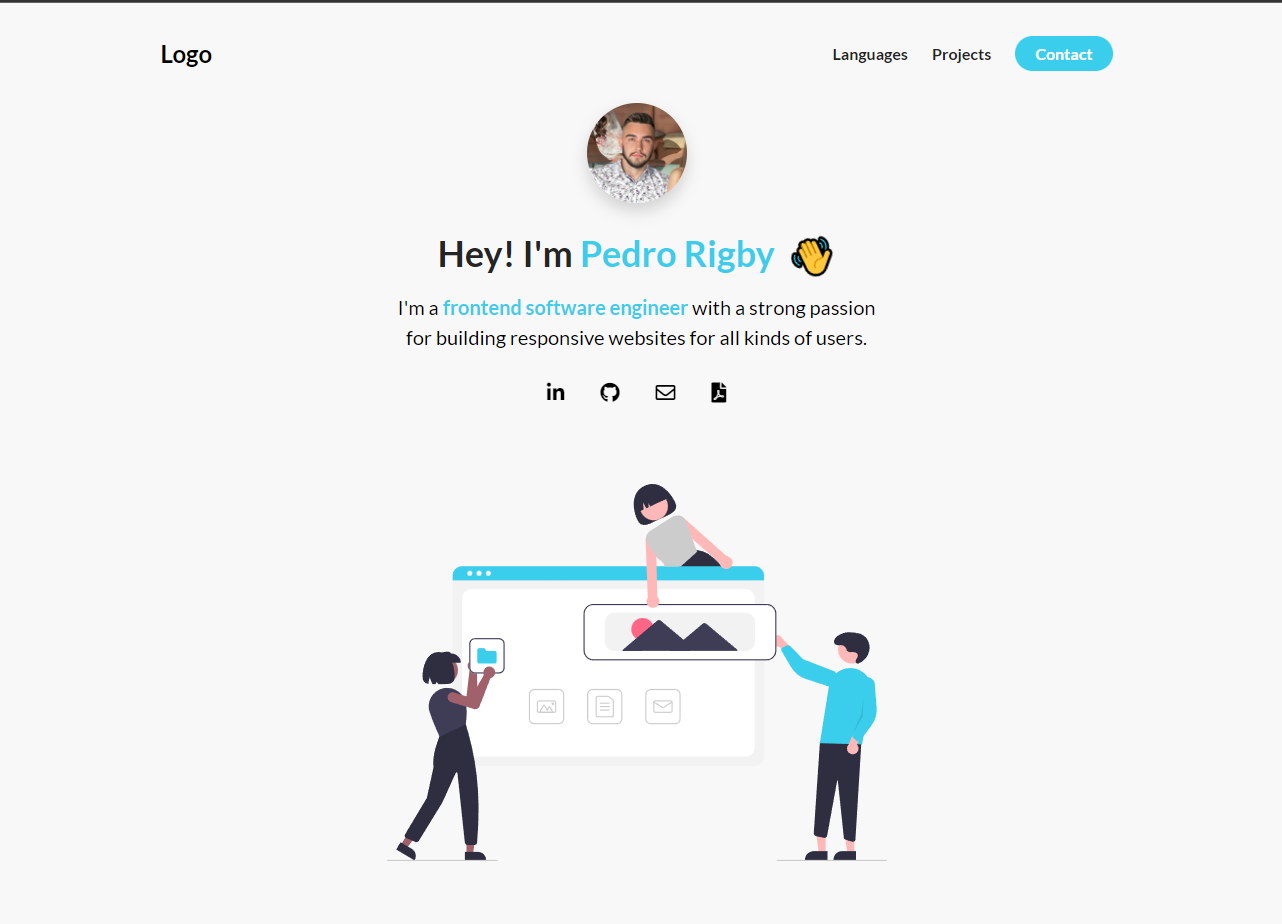 Logo
Languages Projects Contact
Hey! I'm Pedro Rigby
I'm a frontend software engineer with a strong passion
for building responsive websites for all kinds of users.
in